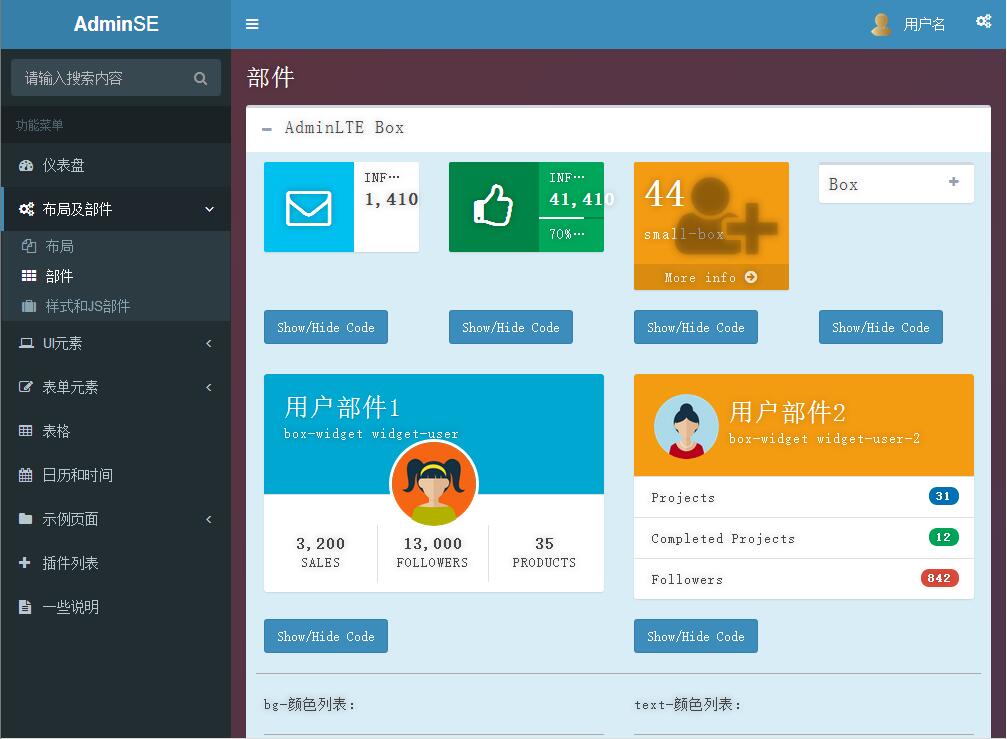 AdminSE
用户名
请输入搜索内容
功能菜单
仪表盘
布局及部件
布局
部件
样式和JS部件
UI元素
表单元素
表格
日历和时间
示例页面
插件列表
一些说明
部件
AdminLTE Box
INF…
1,410
INF…
41,410
70%…
44
small-box
More info
Box
Show/Hide Code
Show/Hide Code
Show/Hide Code
Show/Hide Code
用户部件1
box-widget widget-user
3,200
SALES
13,000
FOLLOWERS
35
PRODUCTS
用户部件2
box-widget widget-user-2
Projects 31
Completed Projects 12
Followers 842
Show/Hide Code
Show/Hide Code
bg-颜色列表：
text-颜色列表：